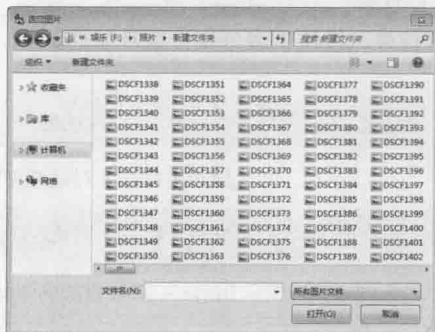 选取图片
« 娱乐 (F:) ▸ 照片 ▸ 新建文件夹
搜索 新建文件夹
组织 新建文件夹
收藏夹
库
计算机
网络
DSCF1338 DSCF1351 DSCF1364 DSCF1377 DSCF1390
DSCF1339 DSCF1352 DSCF1365 DSCF1378 DSCF1391
DSCF1340 DSCF1353 DSCF1366 DSCF1379 DSCF1392
DSCF1341 DSCF1354 DSCF1367 DSCF1380 DSCF1393
DSCF1342 DSCF1355 DSCF1368 DSCF1381 DSCF1394
DSCF1343 DSCF1356 DSCF1369 DSCF1382 DSCF1395
DSCF1344 DSCF1357 DSCF1370 DSCF1383 DSCF1396
DSCF1345 DSCF1358 DSCF1371 DSCF1384 DSCF1397
DSCF1346 DSCF1359 DSCF1372 DSCF1385 DSCF1398
DSCF1347 DSCF1360 DSCF1373 DSCF1386 DSCF1399
DSCF1348 DSCF1361 DSCF1374 DSCF1387 DSCF1400
DSCF1349 DSCF1362 DSCF1375 DSCF1388 DSCF1401
DSCF1350 DSCF1363 DSCF1376 DSCF1389 DSCF1402
文件名(N):
所有图片文件
打开(O) 取消